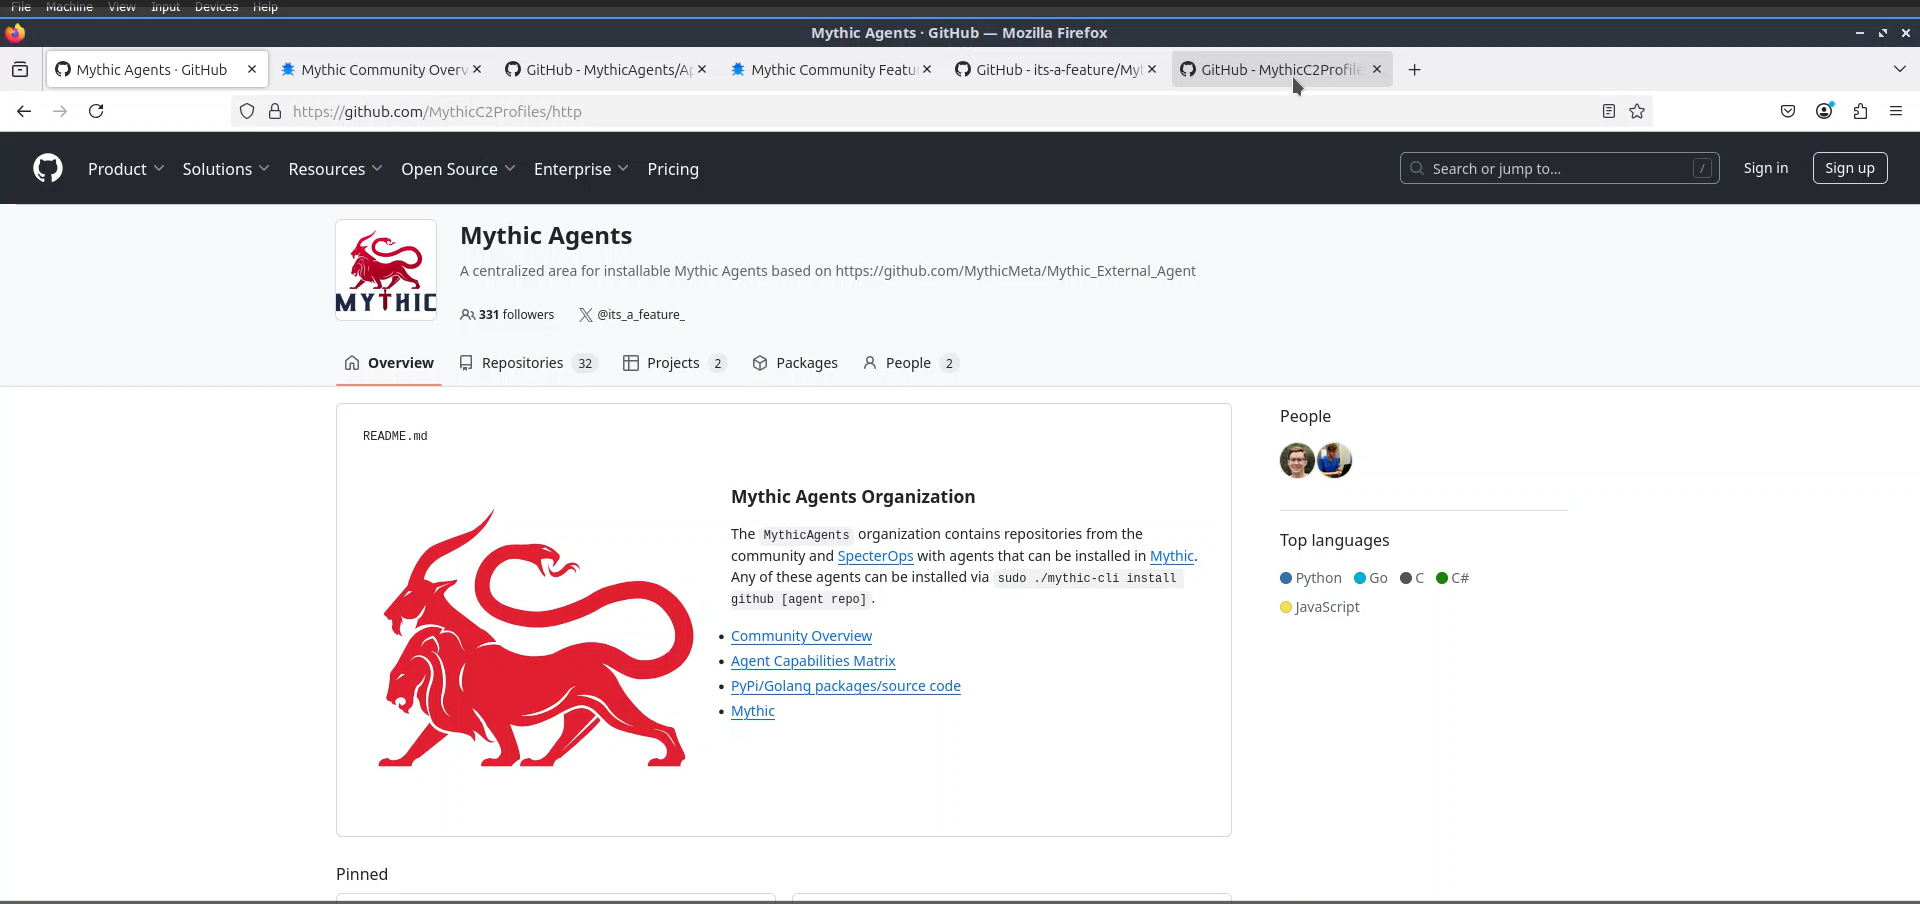 File Machine View Input Devices Help
Mythic Agents · GitHub — Mozilla Firefox
Mythic Agents · GitHub
Mythic Community Overv
GitHub - MythicAgents/Ap
Mythic Community Featu
GitHub - its-a-feature/Myt
GitHub - MythicC2Profile
https://github.com/MythicC2Profiles/http
Product
Solutions
Resources
Open Source
Enterprise
Pricing
Search or jump to...
/
Sign in
Sign up
MYTHIC
Mythic Agents
A centralized area for installable Mythic Agents based on https://github.com/MythicMeta/Mythic_External_Agent
331 followers
@its_a_feature_
Overview
Repositories 32
Projects 2
Packages
People 2
README.md
Mythic Agents Organization
The MythicAgents organization contains repositories from the
community and SpecterOps with agents that can be installed in Mythic.
Any of these agents can be installed via sudo ./mythic-cli install
github [agent repo].
• Community Overview
• Agent Capabilities Matrix
• PyPi/Golang packages/source code
• Mythic
People
Top languages
Python Go C C#
JavaScript
Pinned